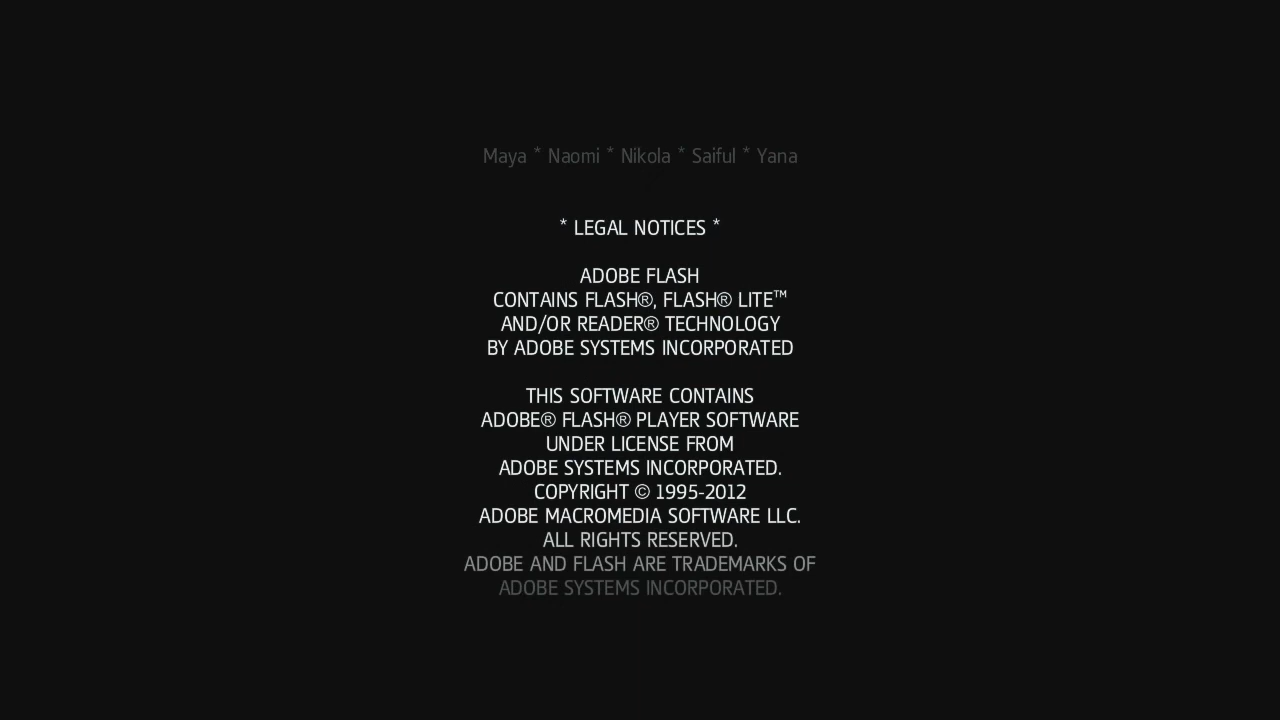 Maya * Naomi * Nikola * Saiful * Yana
* LEGAL NOTICES *
ADOBE FLASH
CONTAINS FLASH®, FLASH® LITE™
AND/OR READER® TECHNOLOGY
BY ADOBE SYSTEMS INCORPORATED
THIS SOFTWARE CONTAINS
ADOBE® FLASH® PLAYER SOFTWARE
UNDER LICENSE FROM
ADOBE SYSTEMS INCORPORATED.
COPYRIGHT © 1995-2012
ADOBE MACROMEDIA SOFTWARE LLC.
ALL RIGHTS RESERVED.
ADOBE AND FLASH ARE TRADEMARKS OF
ADOBE SYSTEMS INCORPORATED.